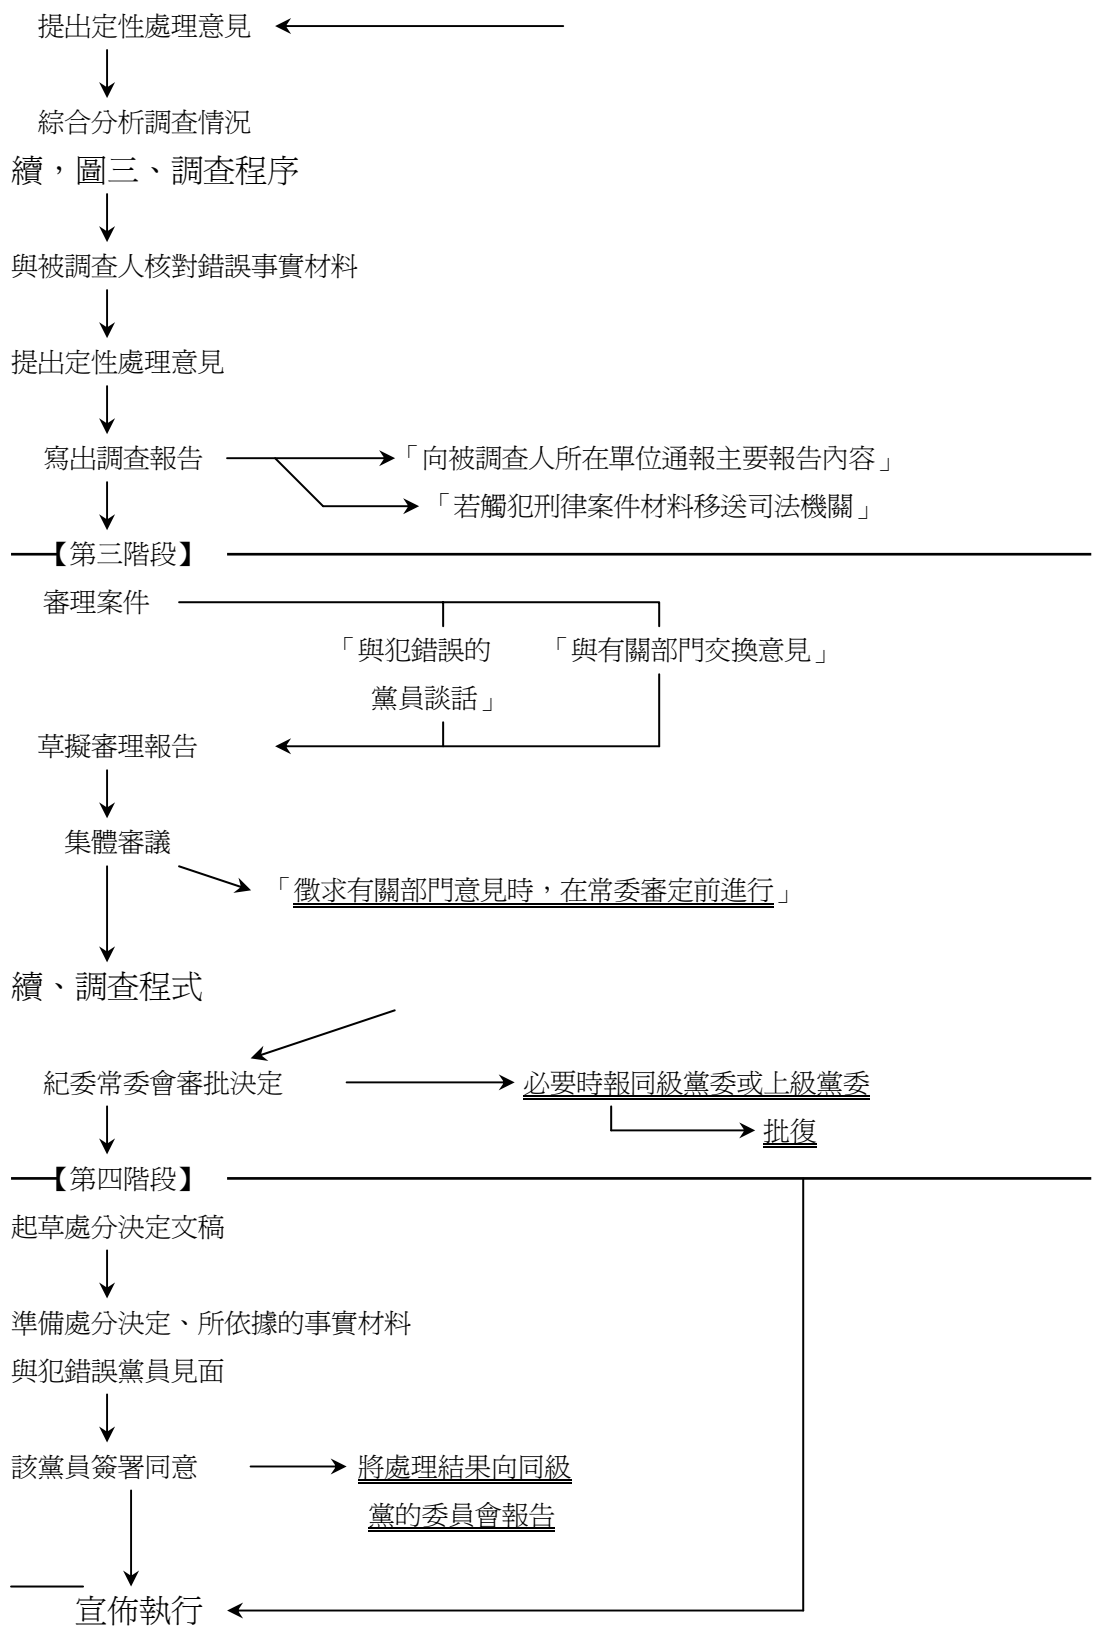 提出定性處理意見
綜合分析調查情況
續，圖三、調查程序
與被調查人核對錯誤事實材料
提出定性處理意見
寫出調查報告
「向被調查人所在單位通報主要報告內容」
「若觸犯刑律案件材料移送司法機關」
【第三階段】
審理案件
「與犯錯誤的
黨員談話」
「與有關部門交換意見」
草擬審理報告
集體審議
「徵求有關部門意見時，在常委審定前進行」
續、調查程式
紀委常委會審批決定
必要時報同級黨委或上級黨委
批復
【第四階段】
起草處分決定文稿
準備處分決定、所依據的事實材料
與犯錯誤黨員見面
該黨員簽署同意
將處理結果向同級
黨的委員會報告
宣佈執行